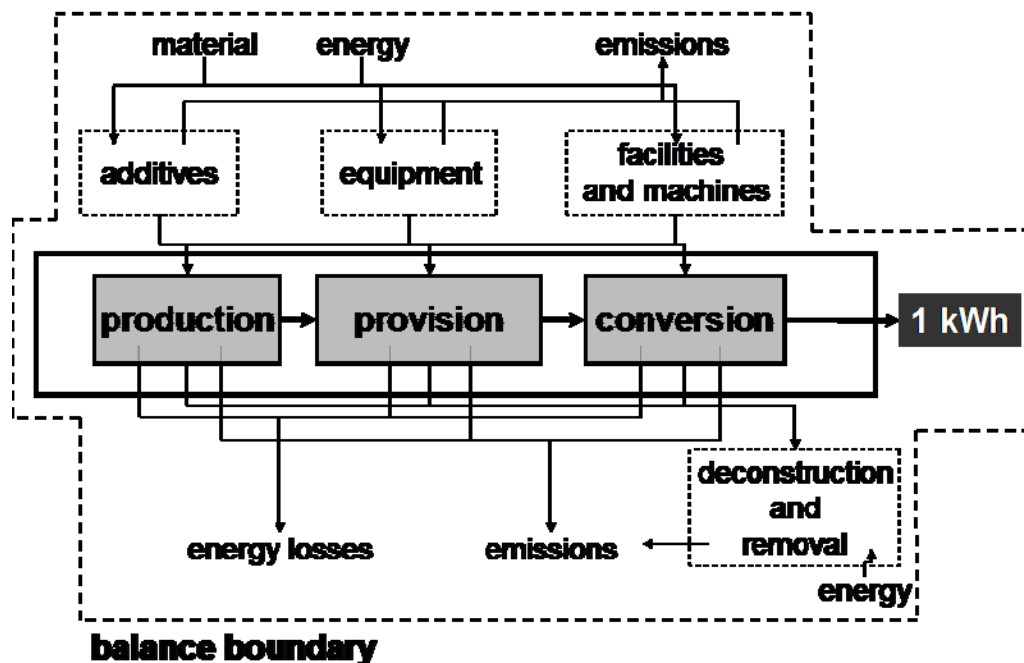 material
energy
emissions
additives
equipment
facilities
and machines
production
provision
conversion
1 kWh
energy losses
emissions
deconstruction
and
removal
energy
balance boundary